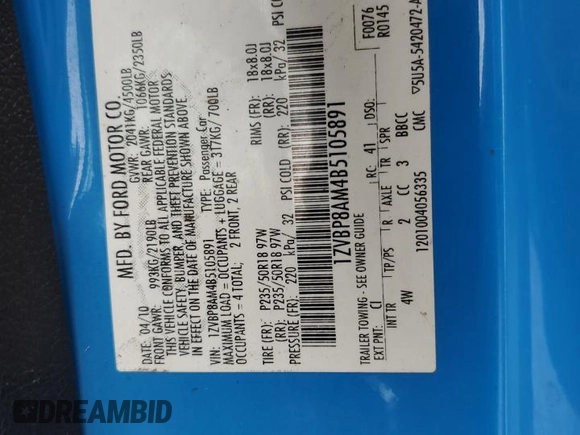 MFD. BY FORD MOTOR CO.
DATE: 04/10
GVWR: 2041KG/4500LB
FRONT GAWR: 993KG/2190LB
REAR GAWR: 1066KG/2350LB
THIS VEHICLE CONFORMS TO ALL APPLICABLE FEDERAL MOTOR
VEHICLE SAFETY, BUMPER, AND THEFT PREVENTION STANDARDS
IN EFFECT ON THE DATE OF MANUFACTURE SHOWN ABOVE.
VIN: 1ZVBP8AM4B5105891
TYPE: Passenger Car
MAXIMUM LOAD = OCCUPANTS + LUGGAGE = 317KG/ 700LB
OCCUPANTS = 4 TOTAL; 2 FRONT, 2 REAR
TIRE (FR): P235/50R18 97W RIMS (FR): 18x8.0J
(RR): P235/50R18 97W (RR): 18x8.0J
PRESSURE (FR): 220 kPa/ 32 PSI COLD (RR): 220 kPa/ 32 PSI CO
1ZVBP8AM4B5105891
TRAILER TOWING - SEE OWNER GUIDE
RC: 41 DSO: F0076
R0145
EXT PNT: CI
INT TR TP/PS R AXLE TR SPR
4W 2 CC 3 BBCC
1201004056335 CMC
5U5A-5420472-A
DREAMBID